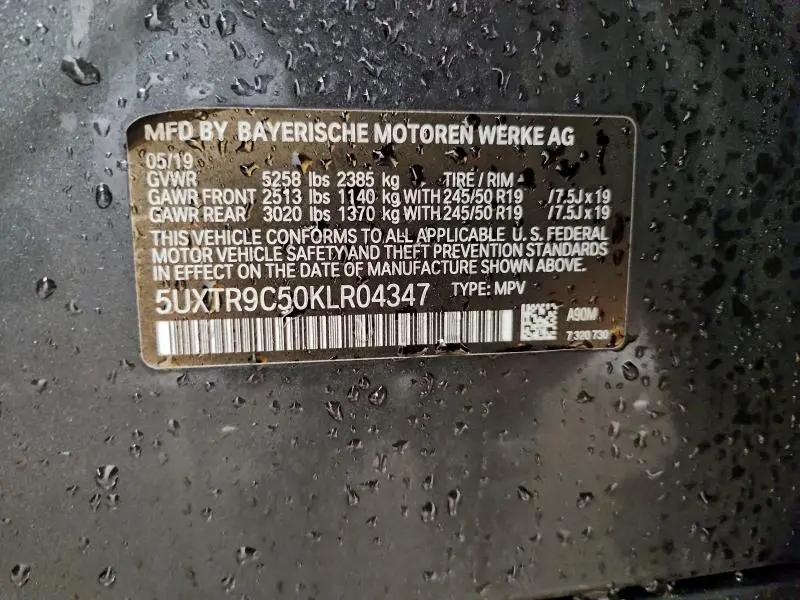 MFD BY BAYERISCHE MOTOREN WERKE AG
05/19
GVWR 5258 lbs 2385 kg TIRE / RIM
GAWR FRONT 2513 lbs 1140 kg WITH 245/50 R19 /7.5J x 19
GAWR REAR 3020 lbs 1370 kg WITH 245/50 R19 /7.5J x 19
THIS VEHICLE CONFORMS TO ALL APPLICABLE U. S. FEDERAL
MOTOR VEHICLE SAFETY AND THEFT PREVENTION STANDARDS
IN EFFECT ON THE DATE OF MANUFACTURE SHOWN ABOVE.
5UXTR9C50KLR04347 TYPE: MPV
A90M
7 320 730